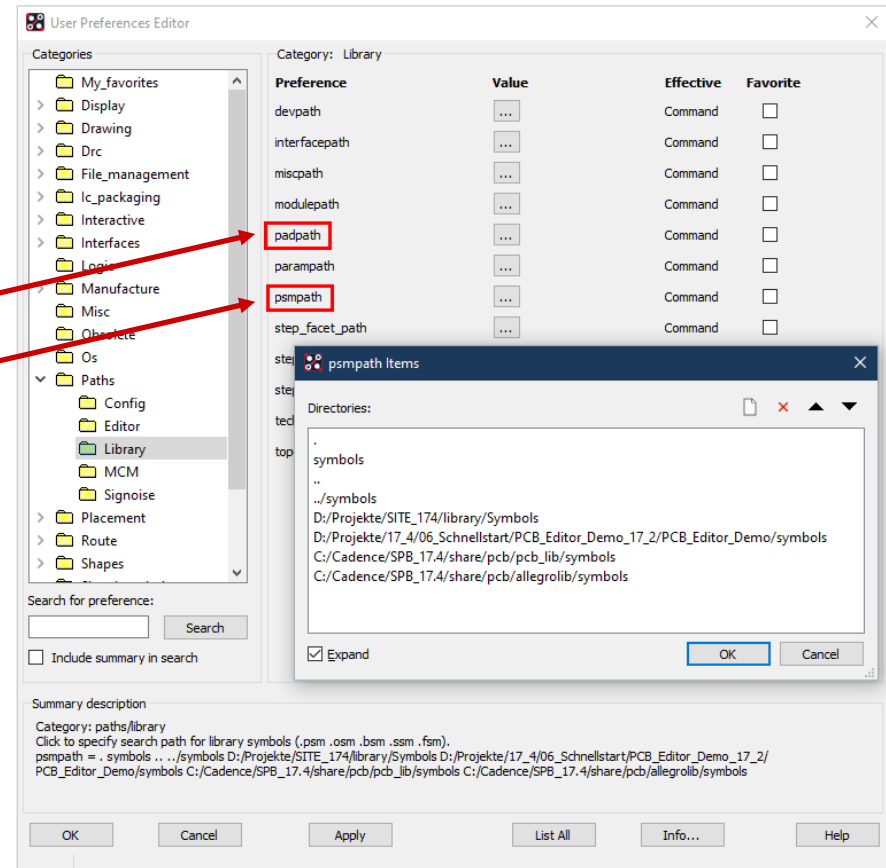 User Preferences Editor
Categories
My_favorites
Display
Drawing
Drc
File_management
Ic_packaging
Interactive
Interfaces
Logic
Manufacture
Misc
Obsolete
Os
Paths
Config
Editor
Library
MCM
Signoise
Placement
Route
Shapes
Search for preference:
Search
Include summary in search
Category: Library
Preference Value Effective Favorite
devpath ... Command
interfacepath ... Command
miscpath ... Command
modulepath ... Command
padpath ... Command
parampath ... Command
psmpath ... Command
step_facet_path ... Command
psmpath Items
Directories:
.
symbols
..
../symbols
D:/Projekte/SITE_174/library/Symbols
D:/Projekte/17_4/06_Schnellstart/PCB_Editor_Demo_17_2/PCB_Editor_Demo/symbols
C:/Cadence/SPB_17.4/share/pcb/pcb_lib/symbols
C:/Cadence/SPB_17.4/share/pcb/allegrolib/symbols
Expand
OK Cancel
Summary description
Category: paths/library
Click to specify search path for library symbols (.psm .osm .bsm .ssm .fsm).
psmpath = . symbols .. ../symbols D:/Projekte/SITE_174/library/Symbols D:/Projekte/17_4/06_Schnellstart/PCB_Editor_Demo_17_2/
PCB_Editor_Demo/symbols C:/Cadence/SPB_17.4/share/pcb/pcb_lib/symbols C:/Cadence/SPB_17.4/share/pcb/allegrolib/symbols
OK Cancel Apply List All Info... Help